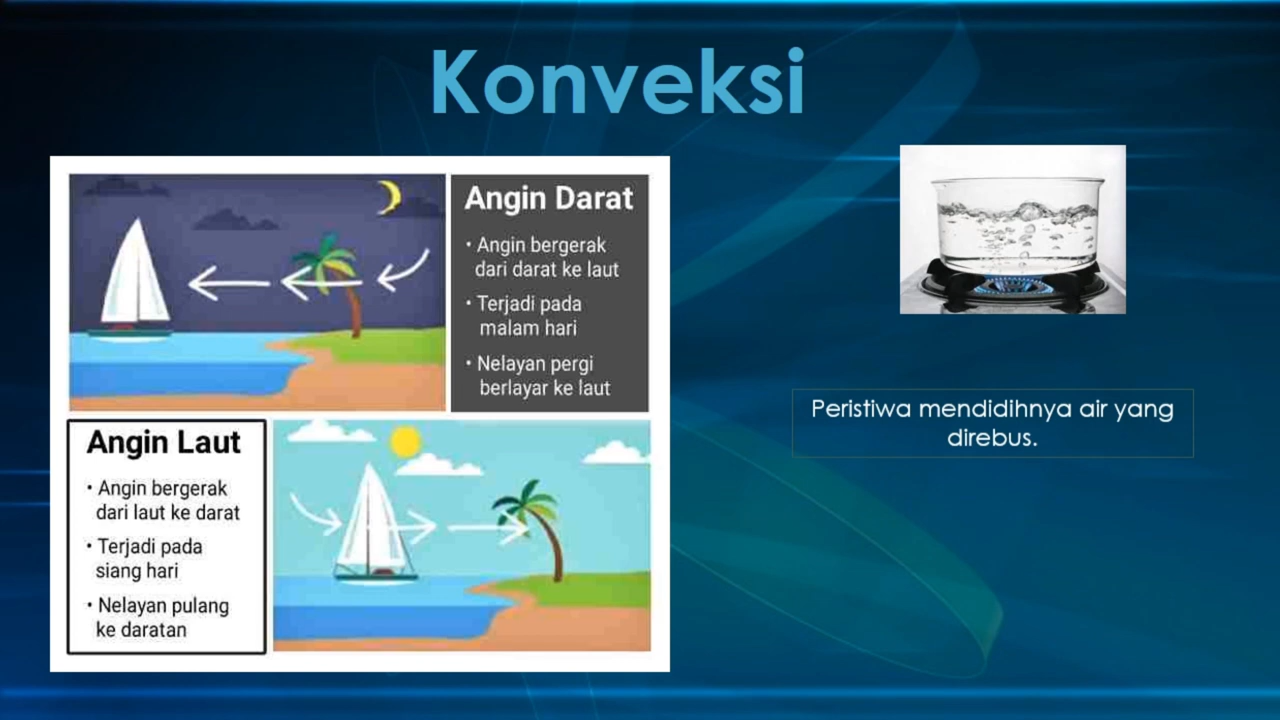 Konveksi
Angin Darat
• Angin bergerak
dari darat ke laut
• Terjadi pada
malam hari
• Nelayan pergi
berlayar ke laut
Angin Laut
• Angin bergerak
dari laut ke darat
• Terjadi pada
siang hari
• Nelayan pulang
ke daratan
Peristiwa mendidihnya air yang
direbus.